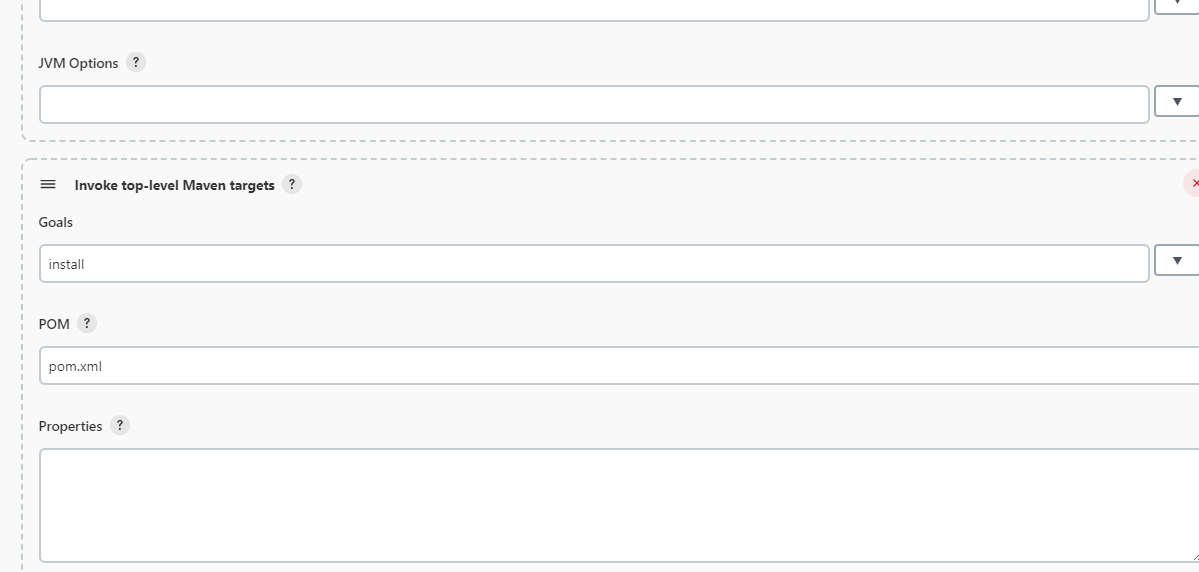 JVM Options ?
Invoke top-level Maven targets ?
Goals
install
POM ?
pom.xml
Properties ?